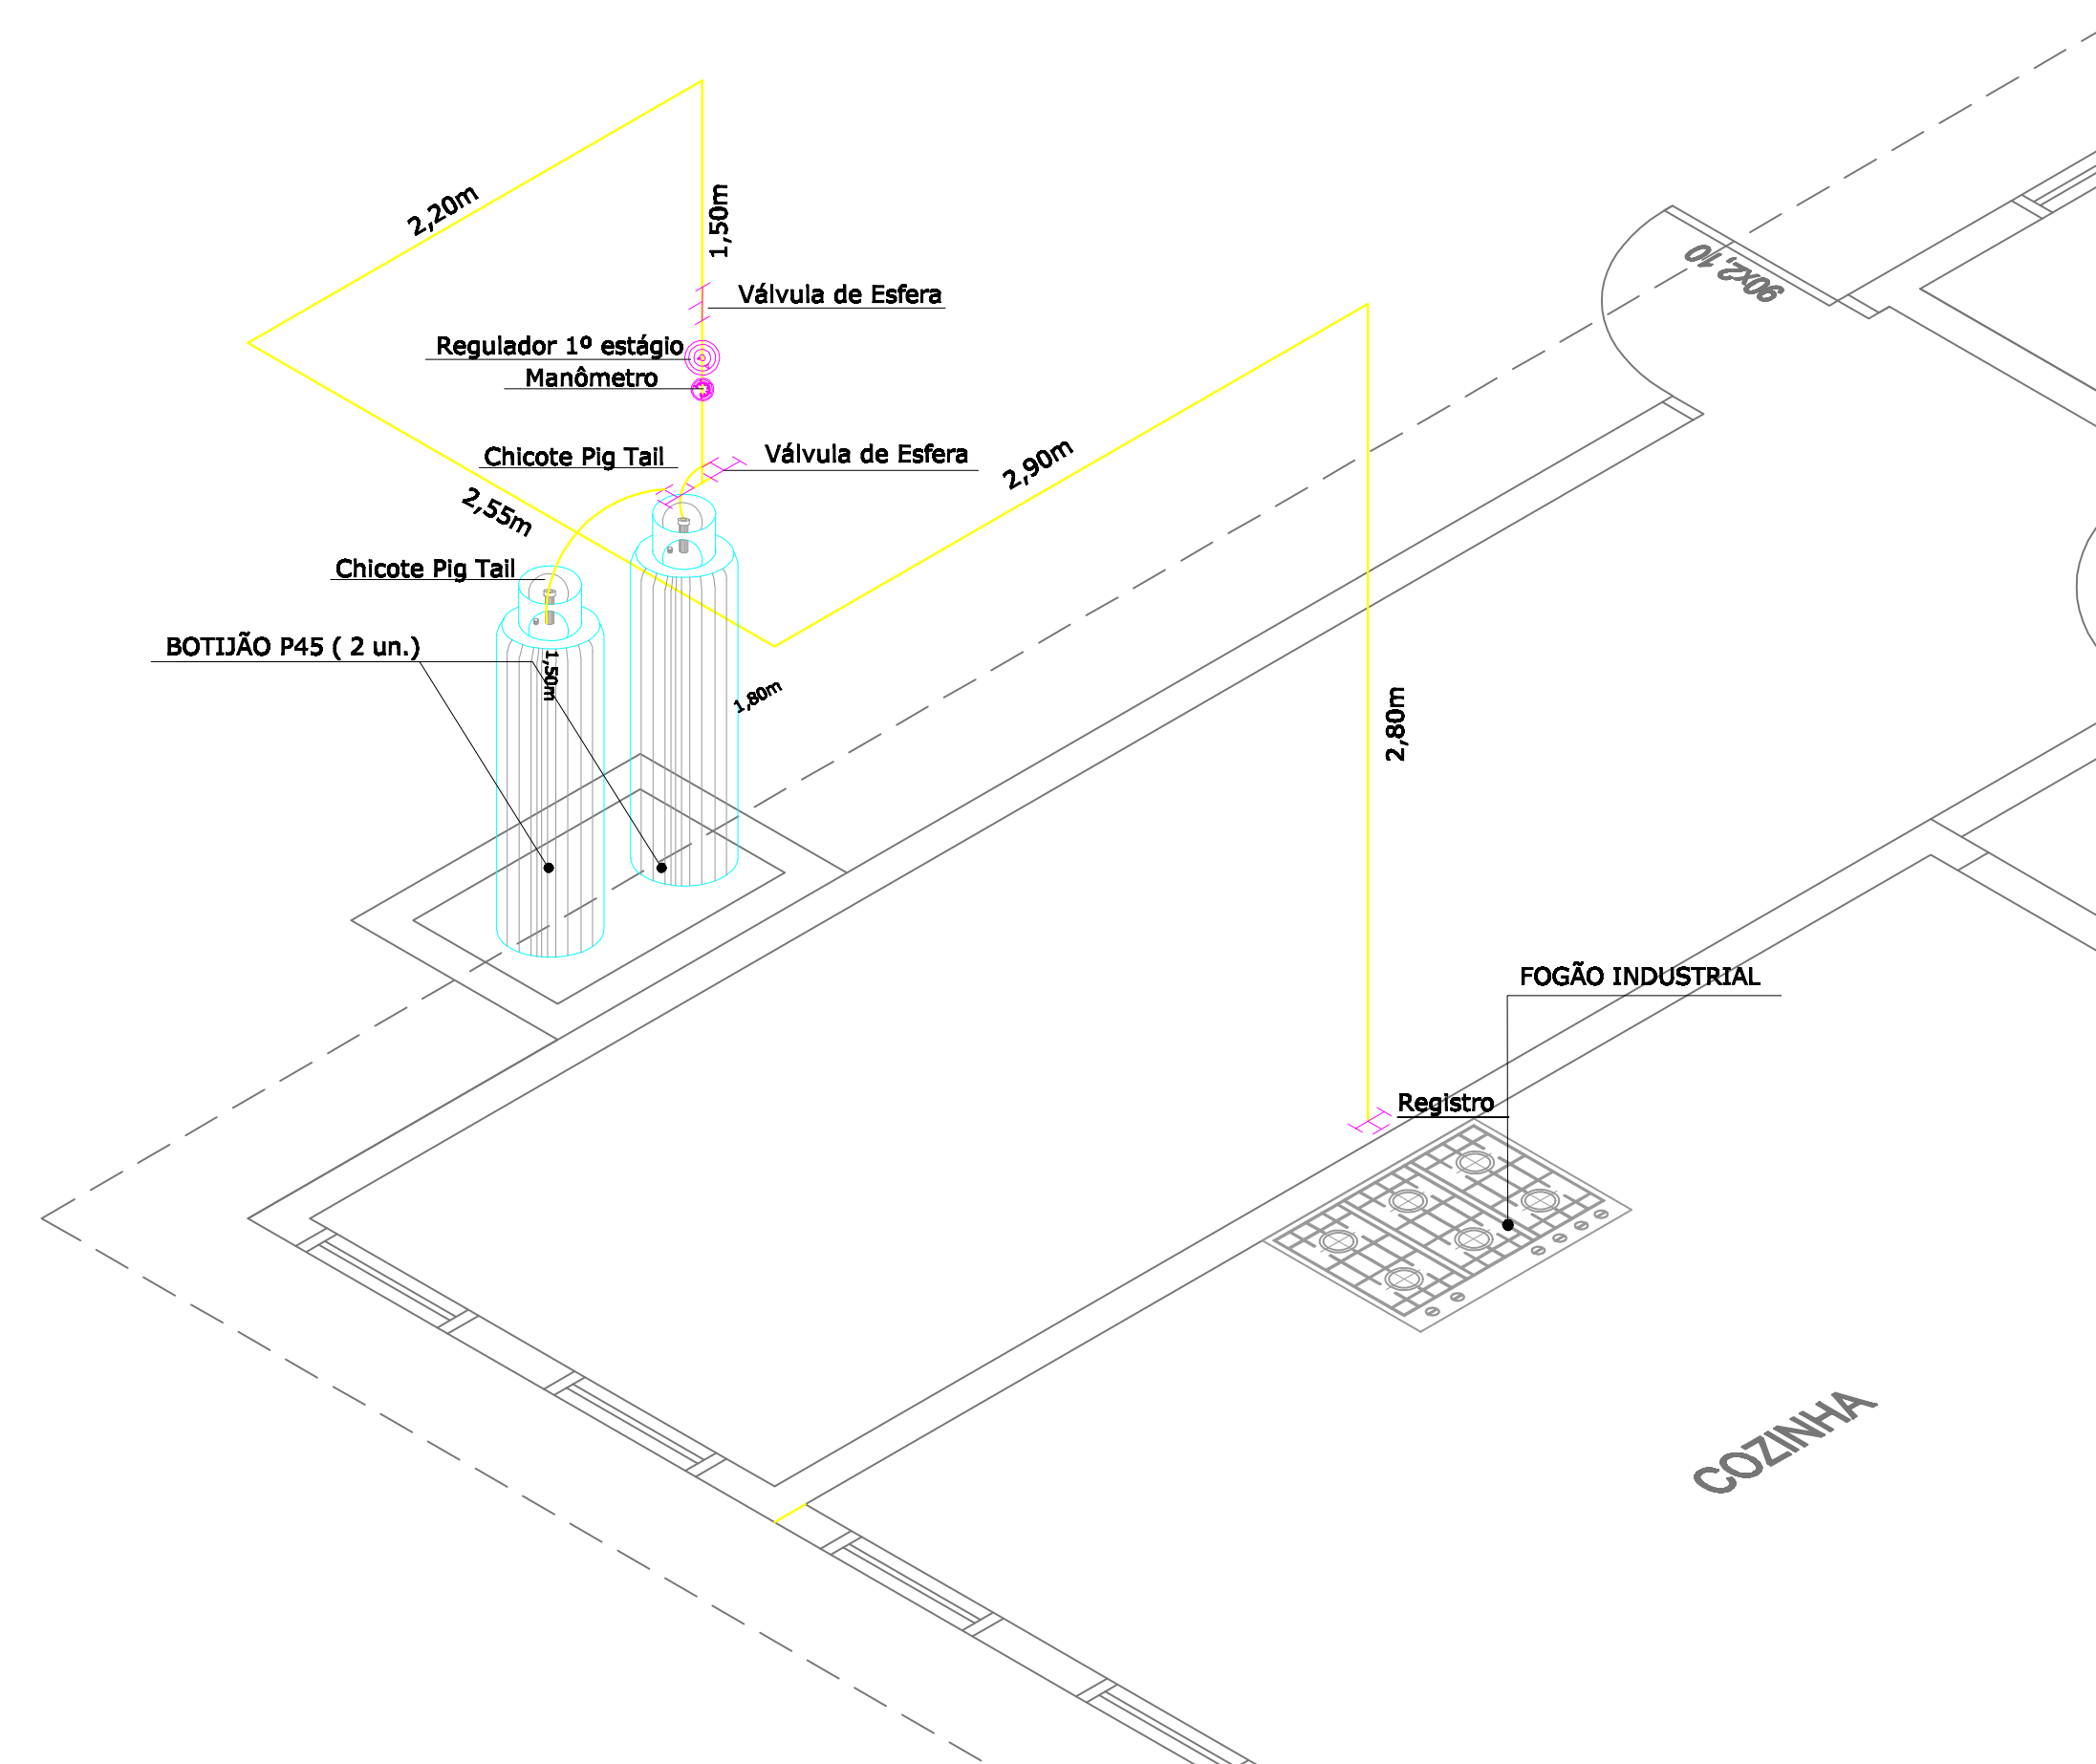 2,20m
1,50m
Válvula de Esfera
90x2,10
Regulador 1º estágio
Manômetro
Chicote Pig Tail
Válvula de Esfera
2,90m
2,55m
Chicote Pig Tail
BOTIJÃO P45 ( 2 un.)
1,50m
1,80m
2,80m
FOGÃO INDUSTRIAL
Registro
COZINHA